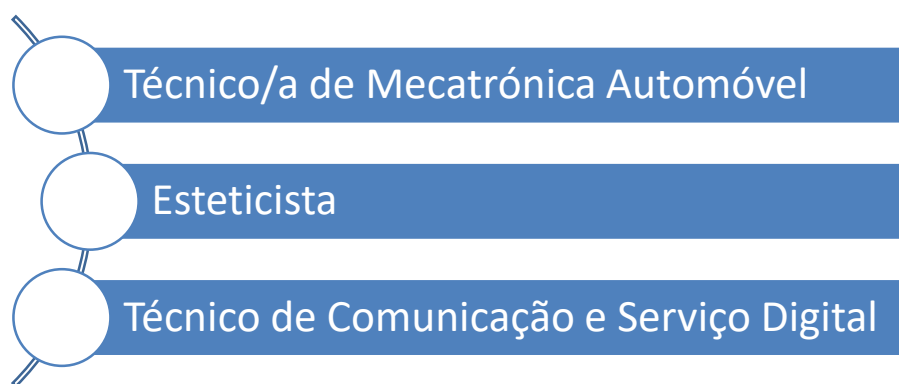 Técnico/a de Mecatrónica Automóvel
Esteticista
Técnico de Comunicação e Serviço Digital